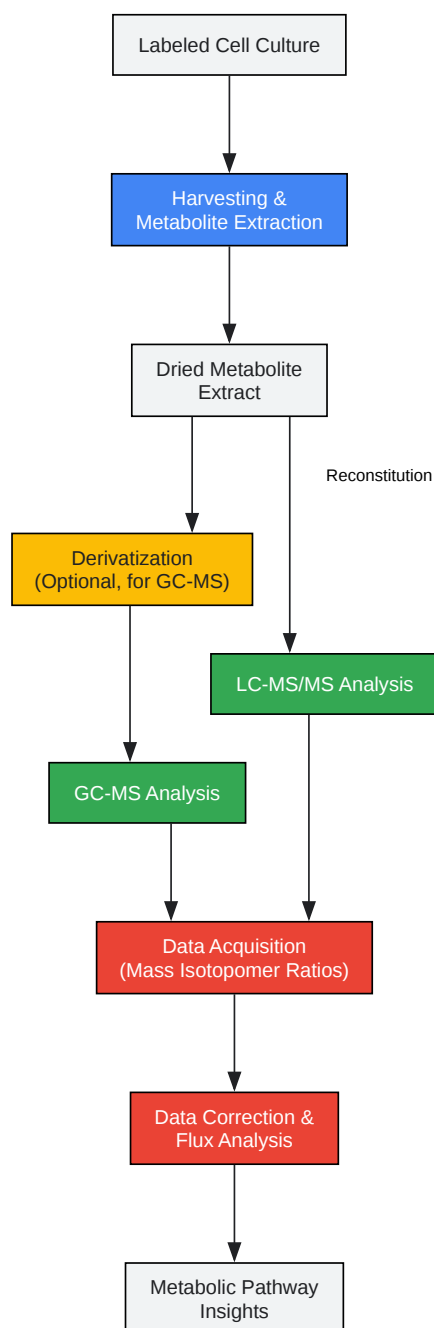 Labeled Cell Culture
Harvesting &
Metabolite Extraction
Dried Metabolite
Extract
Reconstitution
Derivatization
(Optional, for GC-MS)
LC-MS/MS Analysis
GC-MS Analysis
Data Acquisition
(Mass Isotopomer Ratios)
Data Correction &
Flux Analysis
Metabolic Pathway
Insights